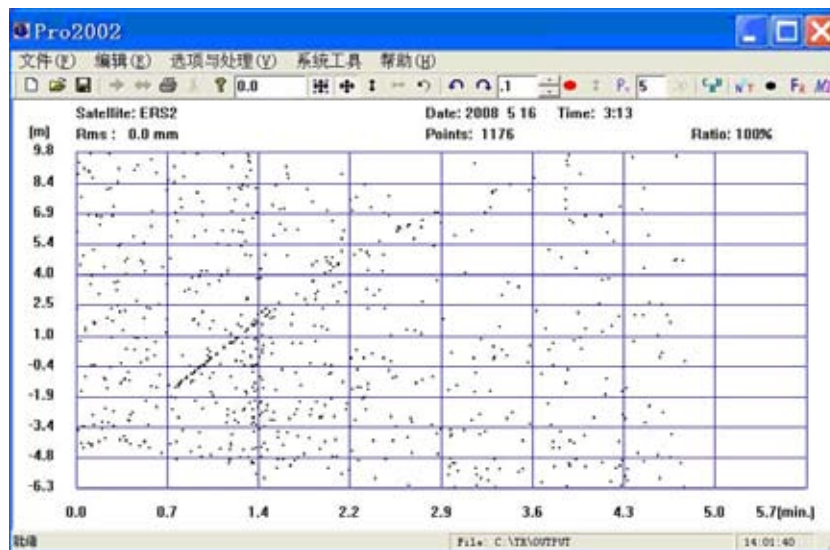 Pro2002
文件(F) 编辑(E) 选项与处理(V) 系统工具 帮助(H)
0.0 .1 5
Satellite: ERS2 Date: 2008 5 16 Time: 3:13
[m] Rms : 0.0 mm Points: 1176 Ratio: 100%
9.8
8.4
6.9
5.4
4.0
2.5
1.0
-0.4
-1.9
-3.4
-4.8
-6.3
0.0 0.7 1.4 2.2 2.9 3.6 4.3 5.0 5.7[min.]
就绪 File: C:\TX\OUTPUT 14:01:40